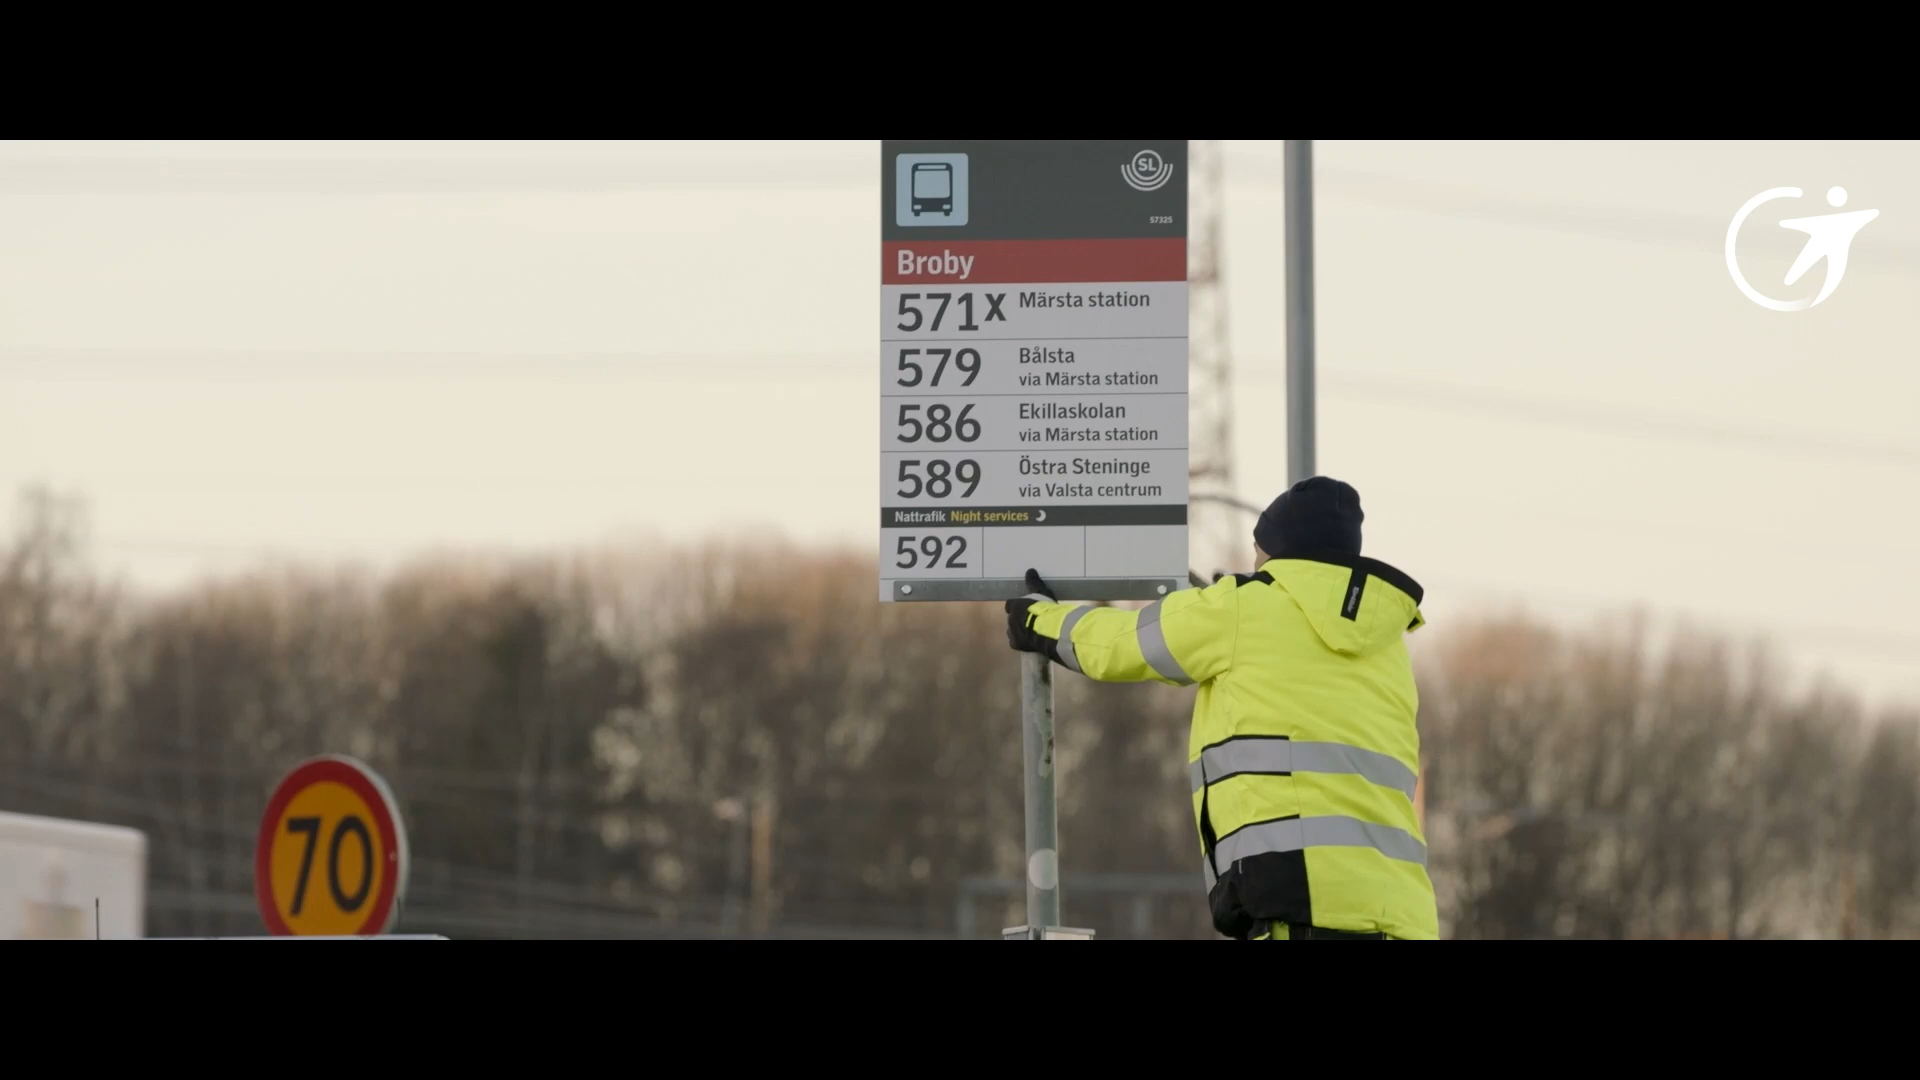 SL
57325
Broby
571X Märsta station
579 Bålsta
via Märsta station
586 Ekillaskolan
via Märsta station
589 Östra Steninge
via Valsta centrum
Nattrafik Night services
592
70